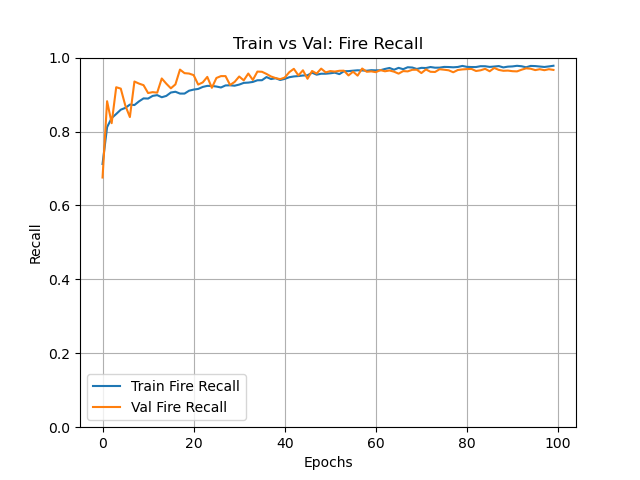 Train vs Val: Fire Recall
1.0
0.8
0.6
0.4
0.2
0.0
Recall
Train Fire Recall
Val Fire Recall
0 20 40 60 80 100
Epochs